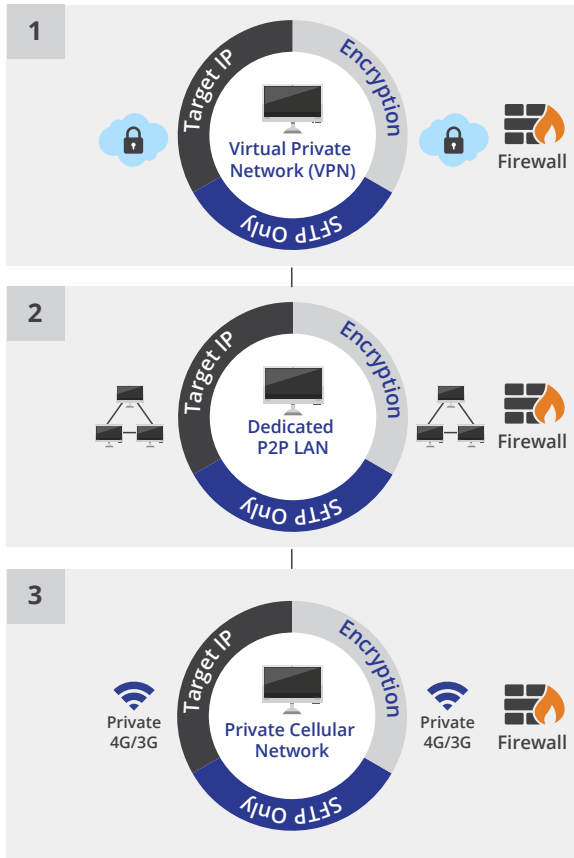 1
Target IP
Encryption
Virtual Private
Network (VPN)
SFTP Only
Firewall
2
Target IP
Encryption
Dedicated
P2P LAN
SFTP Only
Firewall
3
Target IP
Encryption
Private Cellular
Network
SFTP Only
Private
4G/3G
Private
4G/3G
Firewall